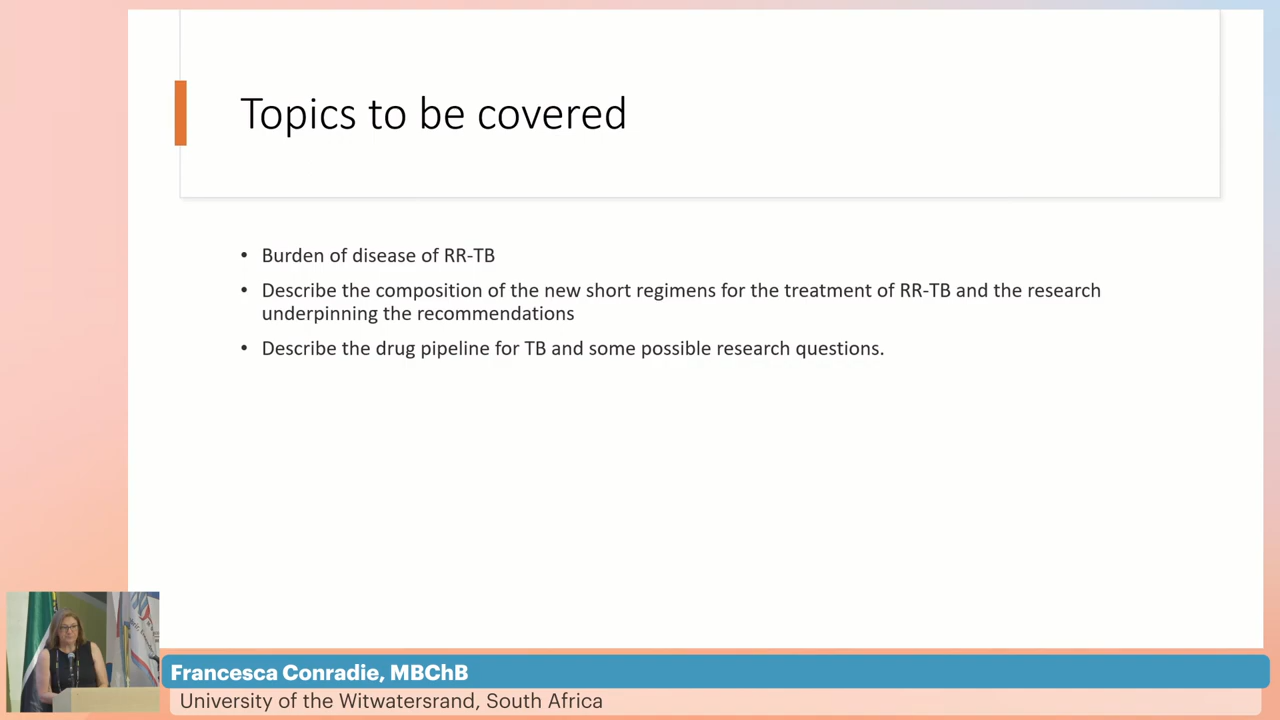 Topics to be covered
• Burden of disease of RR-TB
• Describe the composition of the new short regimens for the treatment of RR-TB and the research
underpinning the recommendations
• Describe the drug pipeline for TB and some possible research questions.
Francesca Conradie, MBChB
University of the Witwatersrand, South Africa